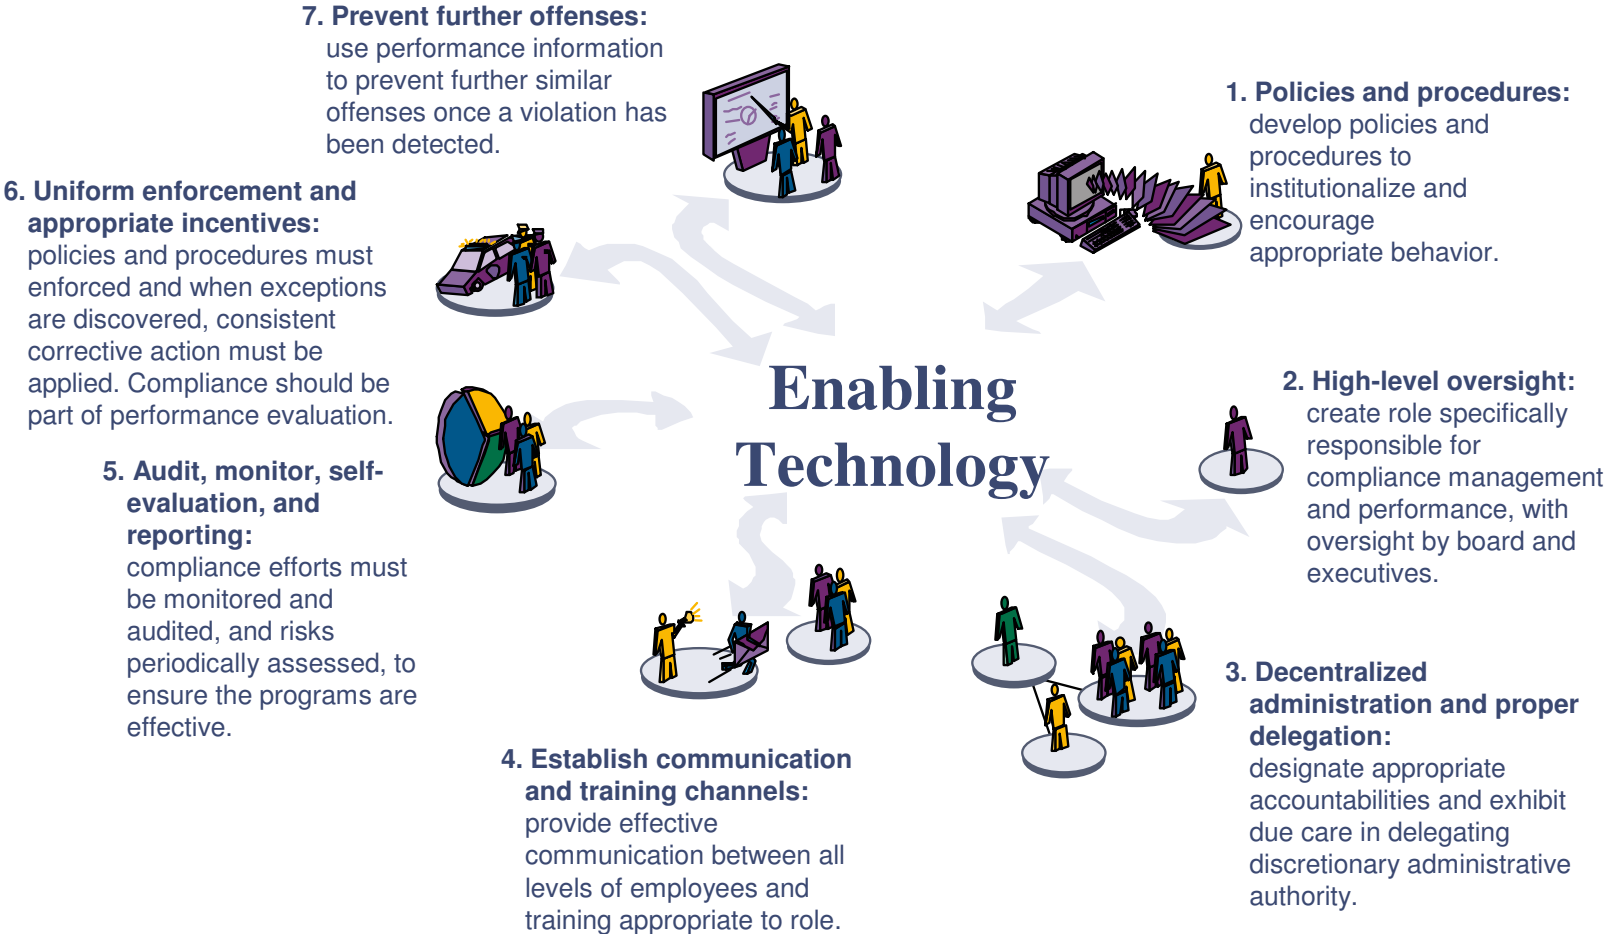 7. Prevent further offenses:
use performance information
to prevent further similar
offenses once a violation has
been detected.
1. Policies and procedures:
develop policies and
procedures to
institutionalize and
encourage
appropriate behavior.
6. Uniform enforcement and
appropriate incentives:
policies and procedures must
enforced and when exceptions
are discovered, consistent
corrective action must be
applied. Compliance should be
part of performance evaluation.
Enabling
Technology
2. High-level oversight:
create role specifically
responsible for
compliance management
and performance, with
oversight by board and
executives.
5. Audit, monitor, self-
evaluation, and
reporting:
compliance efforts must
be monitored and
audited, and risks
periodically assessed, to
ensure the programs are
effective.
3. Decentralized
administration and proper
delegation:
designate appropriate
accountabilities and exhibit
due care in delegating
discretionary administrative
authority.
4. Establish communication
and training channels:
provide effective
communication between all
levels of employees and
training appropriate to role.